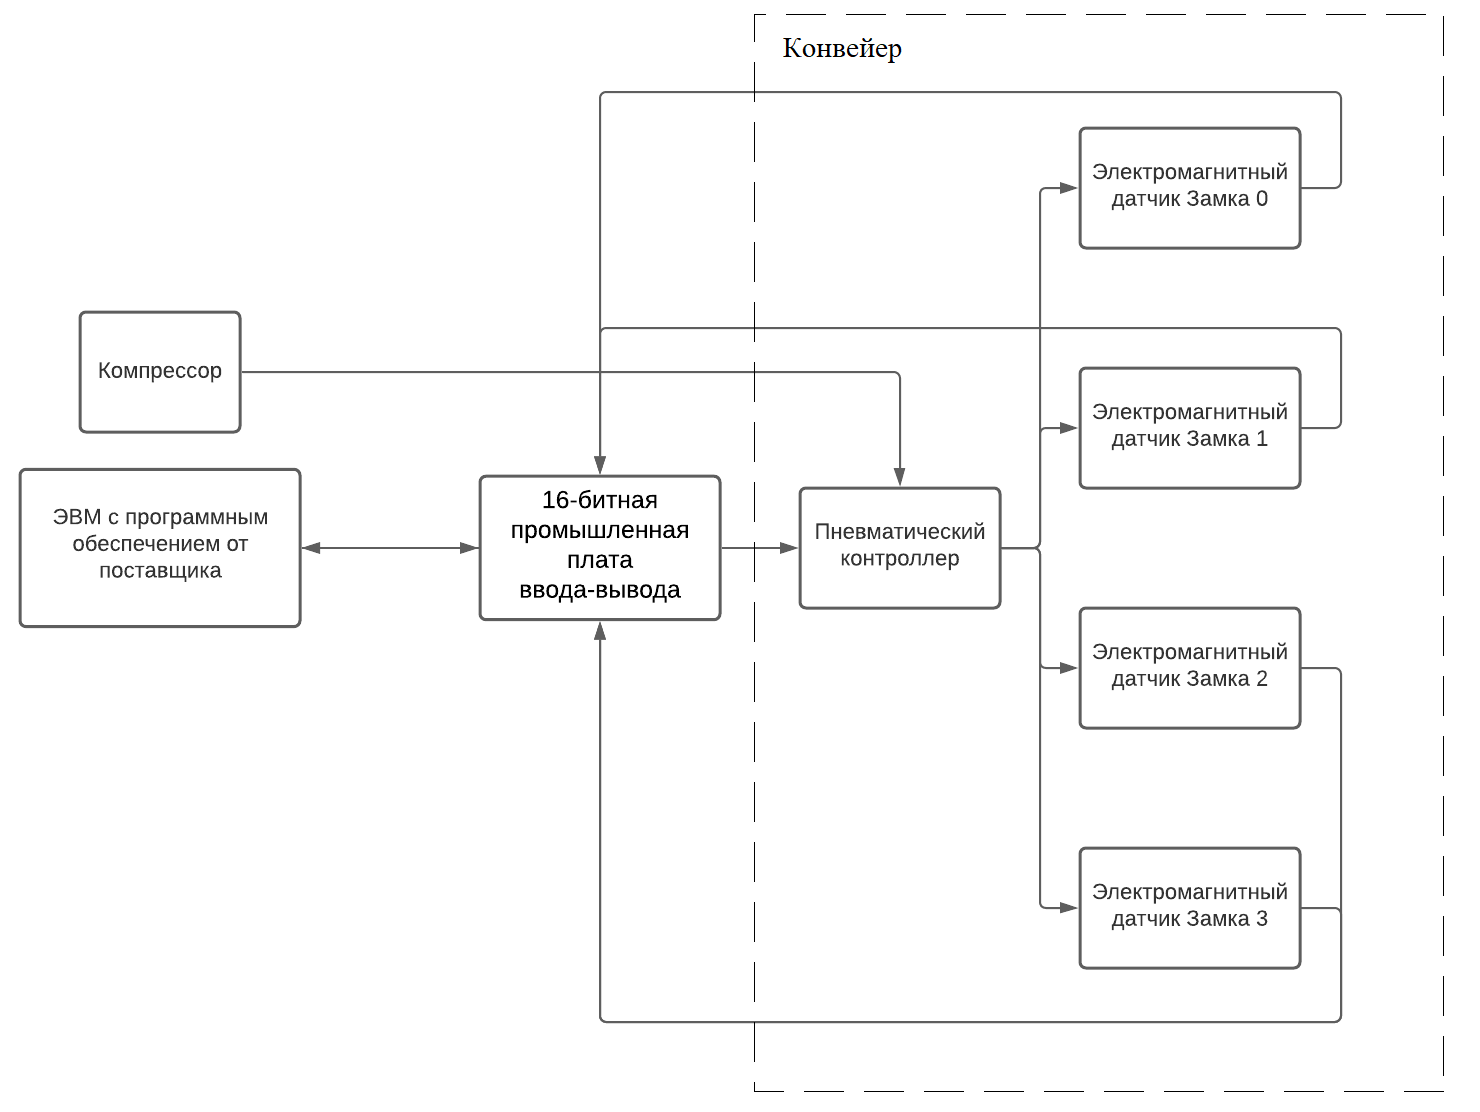 Конвейер
Электромагнитный
датчик Замка 0
Компрессор
Электромагнитный
датчик Замка 1
ЭВМ с программным
обеспечением от
поставщика
16-битная
промышленная
плата
ввода-вывода
Пневматический
контроллер
Электромагнитный
датчик Замка 2
Электромагнитный
датчик Замка 3